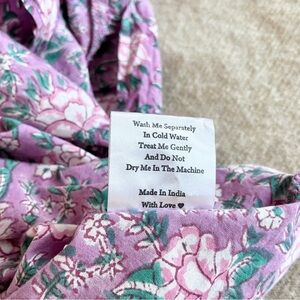 Wash Me Separately
In Cold Water
Treat Me Gently
And Do Not
Dry Me In The Machine
Made In India
With Love ♥